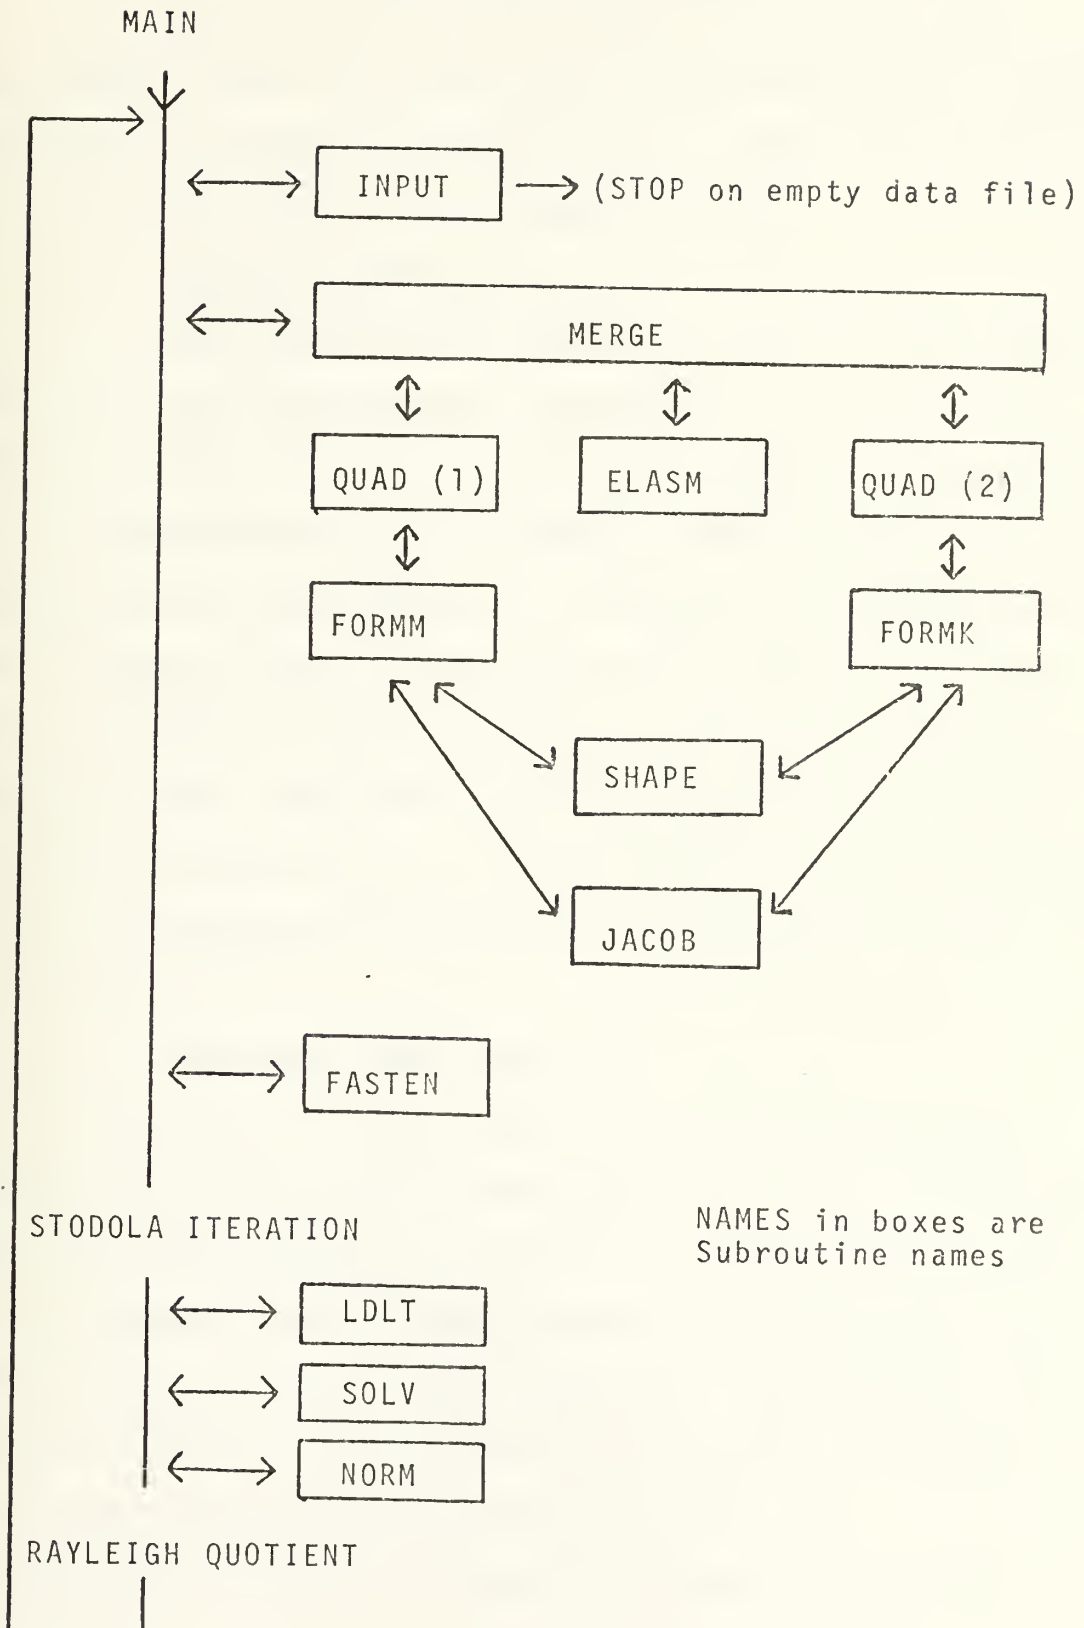 MAIN
INPUT
(STOP on empty data file)
MERGE
QUAD (1)
ELASM
QUAD (2)
FORMM
FORMK
SHAPE
JACOB
FASTEN
STODOLA ITERATION
NAMES in boxes are
Subroutine names
LDLT
SOLV
NORM
RAYLEIGH QUOTIENT